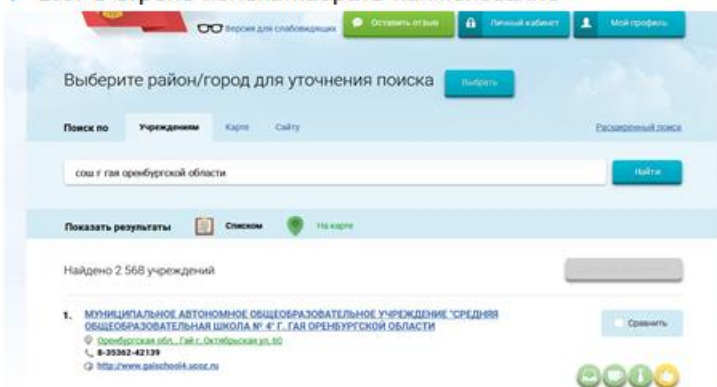 Версия для слабовидящих
Оставить отзыв
Личный кабинет
Мой профиль
Выберите район/город для уточнения поиска
Выбрать
Поиск по
Учреждениям
Карте
Сайту
Расширенный поиск
сош г гая оренбургской области
Найти
Показать результаты
Списком
На карте
Найдено 2 568 учреждений
1. МУНИЦИПАЛЬНОЕ АВТОНОМНОЕ ОБЩЕОБРАЗОВАТЕЛЬНОЕ УЧРЕЖДЕНИЕ "СРЕДНЯЯ
ОБЩЕОБРАЗОВАТЕЛЬНАЯ ШКОЛА № 4" Г. ГАЯ ОРЕНБУРГСКОЙ ОБЛАСТИ
Сравнить
Оренбургская обл., Гай г, Октябрьская ул, 60
8-35362-42139
http://www.gaischool4.ucoz.ru